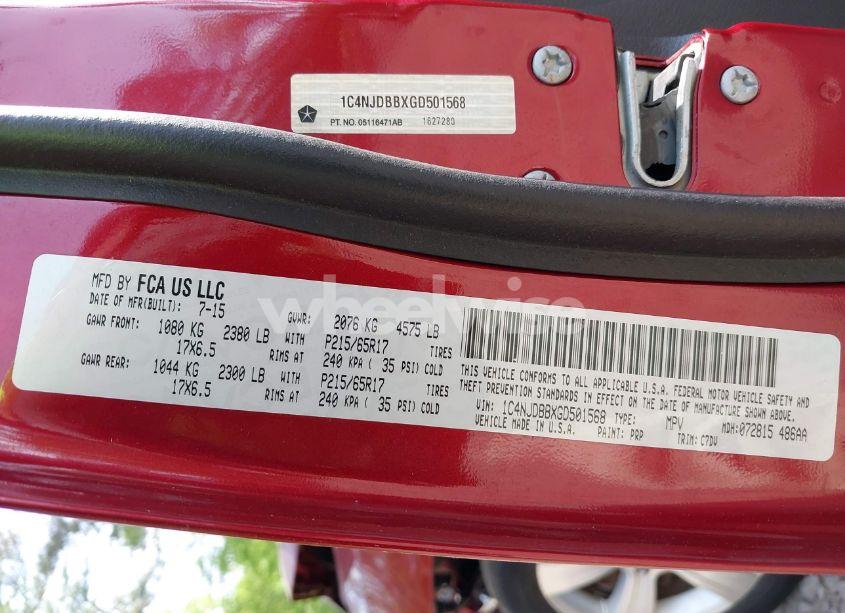 1C4NJDBBXGD501568
PT. NO. 05116471AB 1627280
wheelwise
MFD BY FCA US LLC
DATE OF MFR(BUILT): 7-15 GVWR: 2076 KG 4575 LB
GAWR FRONT: 1080 KG 2380 LB WITH P215/65R17 TIRES
17X6.5 RIMS AT 240 KPA ( 35 PSI) COLD
GAWR REAR: 1044 KG 2300 LB WITH P215/65R17 TIRES
17X6.5 RIMS AT 240 KPA ( 35 PSI) COLD
THIS VEHICLE CONFORMS TO ALL APPLICABLE U.S.A. FEDERAL MOTOR VEHICLE SAFETY AND
THEFT PREVENTION STANDARDS IN EFFECT ON THE DATE OF MANUFACTURE SHOWN ABOVE.
VIN: 1C4NJDBBXGD501568 TYPE: MPV MDH:072815 486AA
VEHICLE MADE IN U.S.A. PAINT: PRP TRIM: C7DV